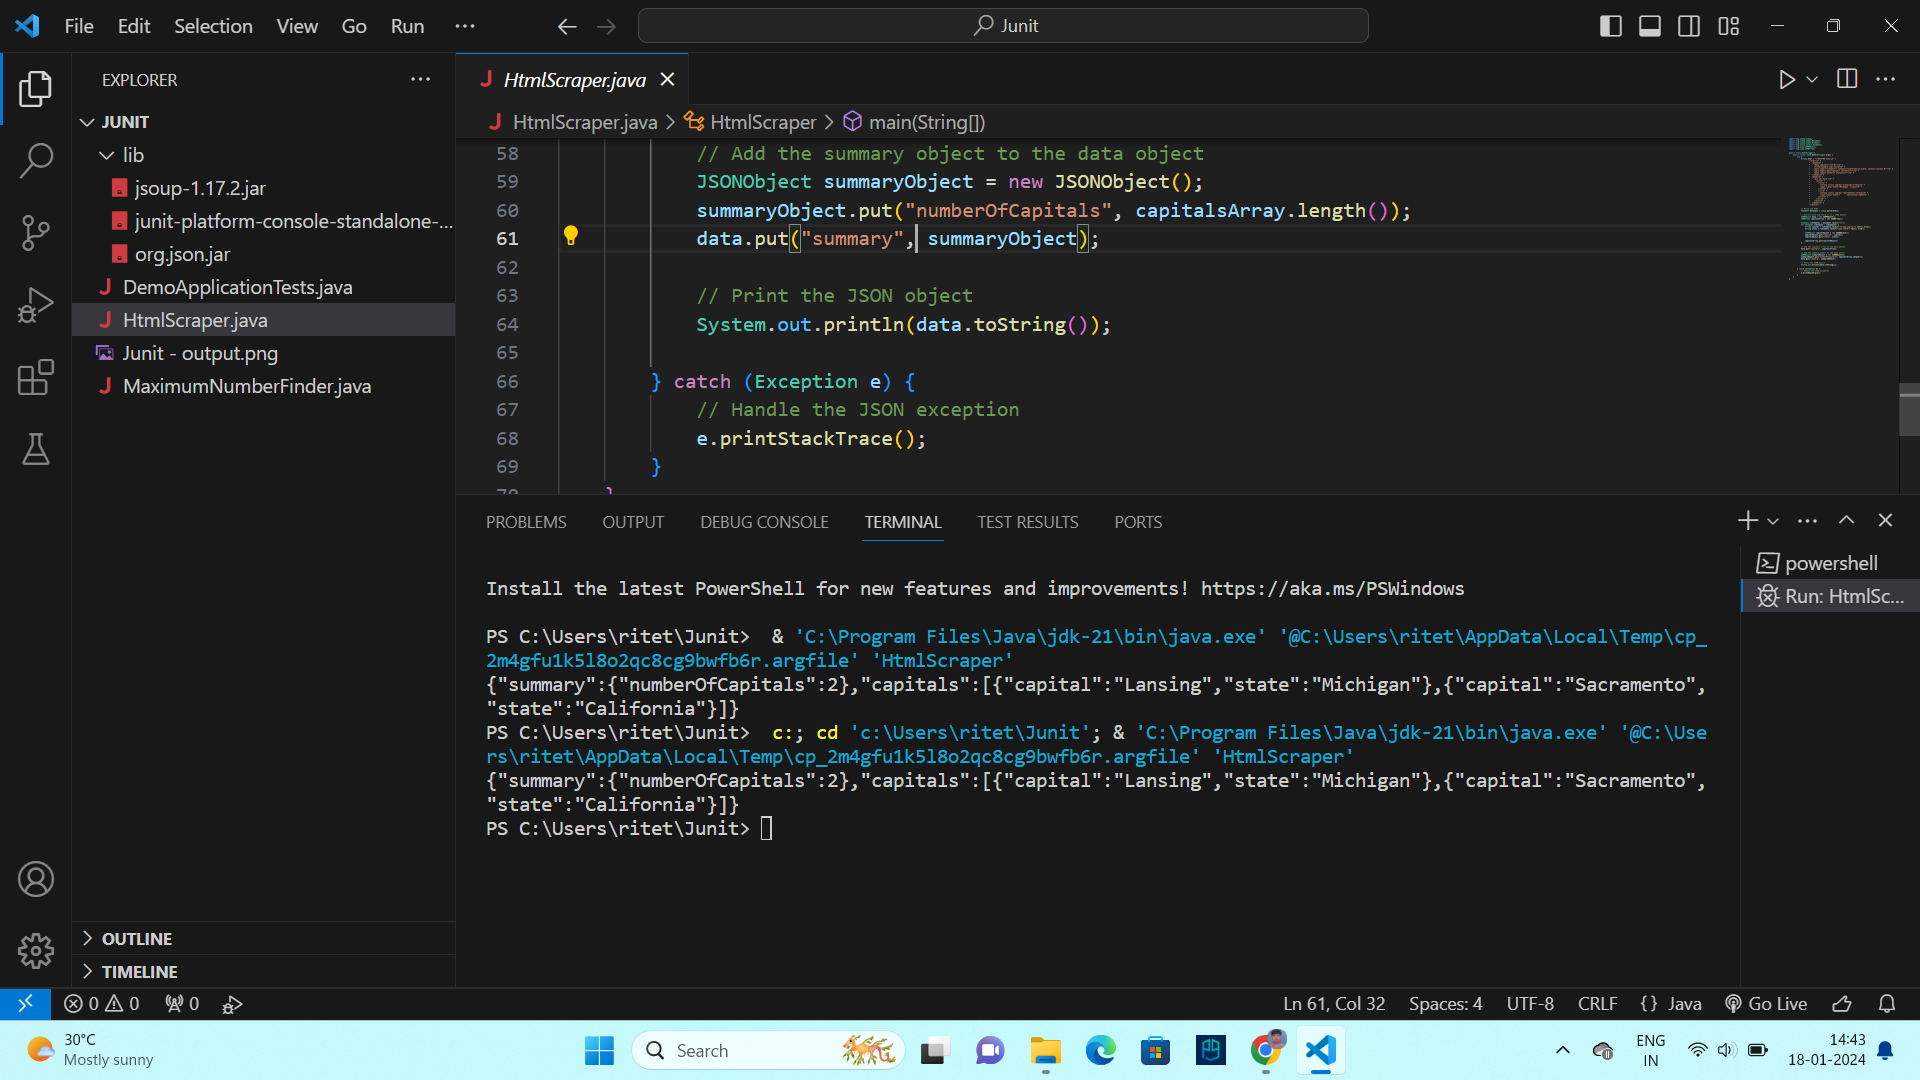 File Edit Selection View Go Run ···
Junit
EXPLORER
JUNIT
lib
jsoup-1.17.2.jar
junit-platform-console-standalone-...
org.json.jar
DemoApplicationTests.java
HtmlScraper.java
Junit - output.png
MaximumNumberFinder.java
OUTLINE
TIMELINE
HtmlScraper.java
HtmlScraper.java > HtmlScraper > main(String[])
58 // Add the summary object to the data object
59 JSONObject summaryObject = new JSONObject();
60 summaryObject.put("numberOfCapitals", capitalsArray.length());
61 data.put("summary", summaryObject);
62
63 // Print the JSON object
64 System.out.println(data.toString());
65
66 } catch (Exception e) {
67 // Handle the JSON exception
68 e.printStackTrace();
69 }
70 }
PROBLEMS OUTPUT DEBUG CONSOLE TERMINAL TEST RESULTS PORTS
powershell
Run: HtmlSc...
Install the latest PowerShell for new features and improvements! https://aka.ms/PSWindows
PS C:\Users\ritet\Junit>  & 'C:\Program Files\Java\jdk-21\bin\java.exe' '@C:\Users\ritet\AppData\Local\Temp\cp_
2m4gfu1k5l8o2qc8cg9bwfb6r.argfile' 'HtmlScraper'
{"summary":{"numberOfCapitals":2},"capitals":[{"capital":"Lansing","state":"Michigan"},{"capital":"Sacramento",
"state":"California"}]}
PS C:\Users\ritet\Junit>  c:; cd 'c:\Users\ritet\Junit'; & 'C:\Program Files\Java\jdk-21\bin\java.exe' '@C:\Use
rs\ritet\AppData\Local\Temp\cp_2m4gfu1k5l8o2qc8cg9bwfb6r.argfile' 'HtmlScraper'
{"summary":{"numberOfCapitals":2},"capitals":[{"capital":"Lansing","state":"Michigan"},{"capital":"Sacramento",
"state":"California"}]}
PS C:\Users\ritet\Junit>
0 0 0 Ln 61, Col 32 Spaces: 4 UTF-8 CRLF {} Java Go Live
30°C
Mostly sunny
Search
ENG
IN
14:43
18-01-2024